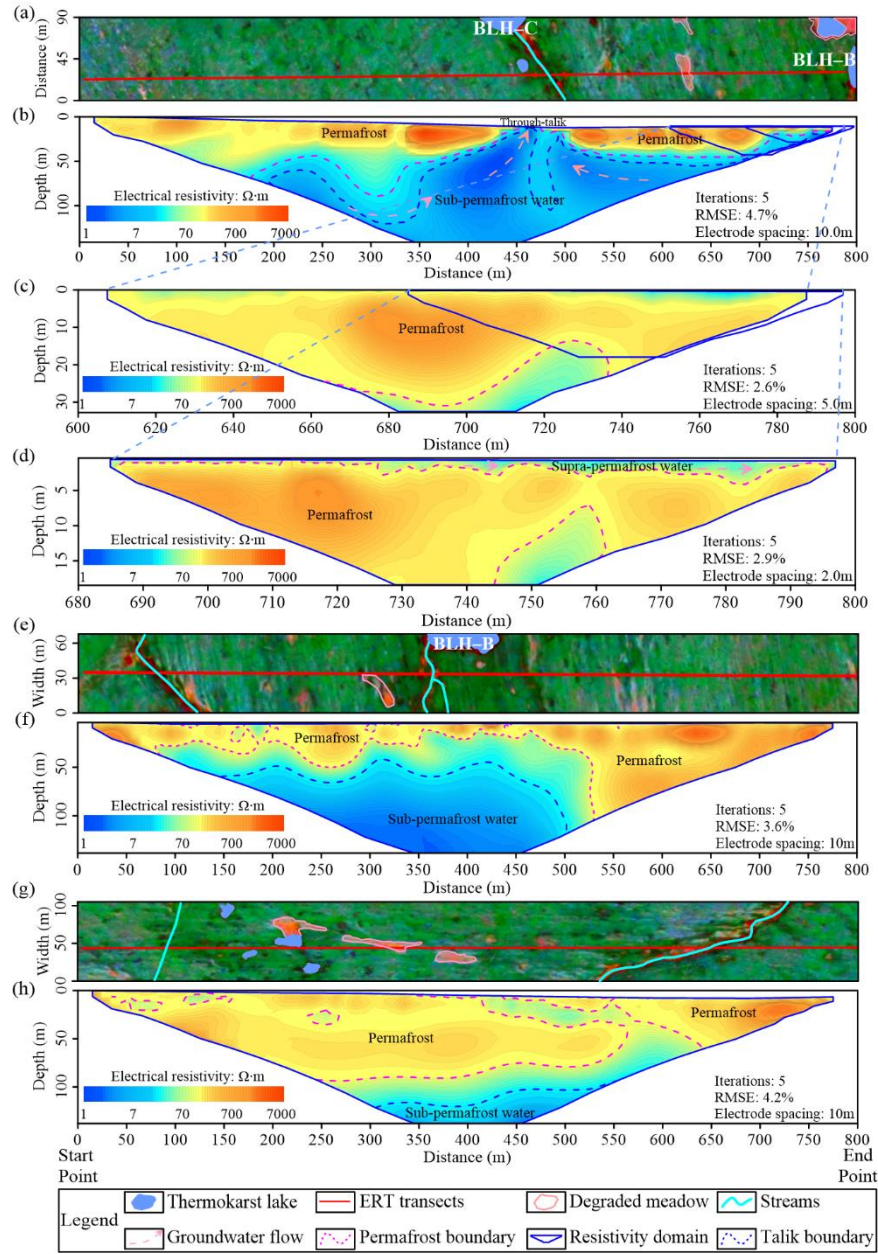 (a)
90
45
0
Distance (m)
BLH–C
BLH–B
(b)
0
50
100
Depth (m)
Through-talik
Permafrost
Permafrost
Sub-permafrost water
Electrical resistivity: Ω·m
1 7 70 700 7000
Iterations: 5
RMSE: 4.7%
Electrode spacing: 10.0m
0 50 100 150 200 250 300 350 400 450 500 550 600 650 700 750 800
Distance (m)
(c)
0
10
20
30
Depth (m)
Permafrost
Electrical resistivity: Ω·m
1 7 70 700 7000
Iterations: 5
RMSE: 2.6%
Electrode spacing: 5.0m
600 620 640 660 680 700 720 740 760 780 800
Distance (m)
(d)
5
10
15
Depth (m)
Supra-permafrost water
Permafrost
Electrical resistivity: Ω·m
1 7 70 700 7000
Iterations: 5
RMSE: 2.9%
Electrode spacing: 2.0m
680 690 700 710 720 730 740 750 760 770 780 790 800
Distance (m)
(e)
60
30
0
Width (m)
BLH–B
(f)
0
50
100
Depth (m)
Permafrost
Permafrost
Sub-permafrost water
Electrical resistivity: Ω·m
1 7 70 700 7000
Iterations: 5
RMSE: 3.6%
Electrode spacing: 10m
0 50 100 150 200 250 300 350 400 450 500 550 600 650 700 750 800
Distance (m)
(g)
100
50
0
Width (m)
(h)
0
50
100
Depth (m)
Permafrost
Permafrost
Sub-permafrost water
Electrical resistivity: Ω·m
1 7 70 700 7000
Iterations: 5
RMSE: 4.2%
Electrode spacing: 10m
0 50 100 150 200 250 300 350 400 450 500 550 600 650 700 750 800
Distance (m)
Start Point
End Point
Legend
Thermokarst lake ERT transects Degraded meadow Streams
Groundwater flow Permafrost boundary Resistivity domain Talik boundary